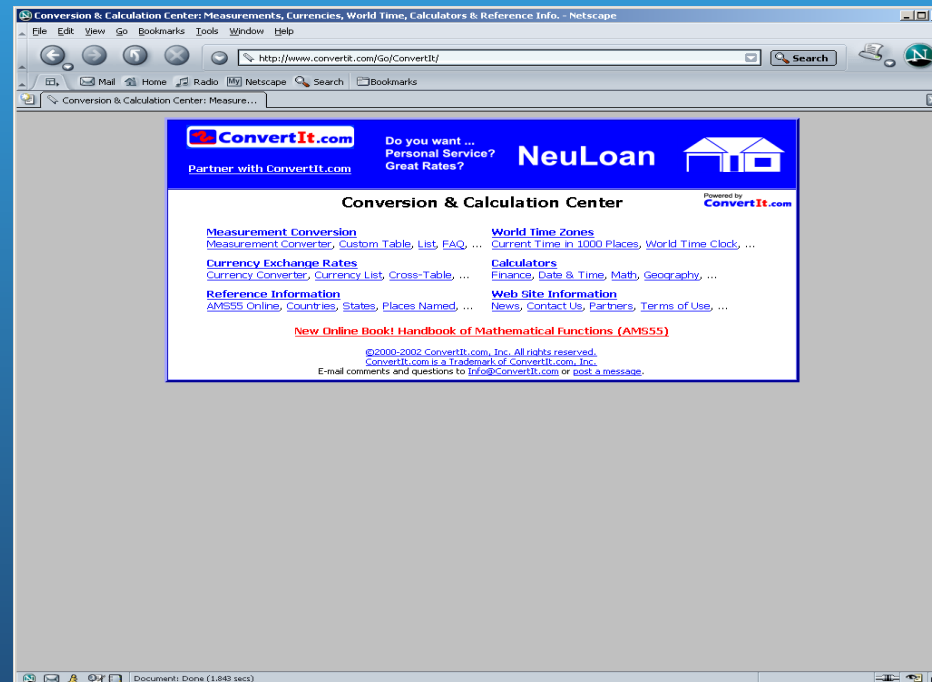 Conversion & Calculation Center: Measurements, Currencies, World Time, Calculators & Reference Info. - Netscape
File Edit View Go Bookmarks Tools Window Help
http://www.convertit.com/Go/ConvertIt/ Search
Mail Home Radio My Netscape Search Bookmarks
Conversion & Calculation Center: Measure...
ConvertIt.com
Partner with ConvertIt.com
Do you want ...
Personal Service?
Great Rates?
NeuLoan
Conversion & Calculation Center
Powered by
ConvertIt.com
Measurement Conversion
Measurement Converter, Custom Table, List, FAQ, ...
World Time Zones
Current Time in 1000 Places, World Time Clock, ...
Currency Exchange Rates
Currency Converter, Currency List, Cross-Table, ...
Calculators
Finance, Date & Time, Math, Geography, ...
Reference Information
AMS55 Online, Countries, States, Places Named, ...
Web Site Information
News, Contact Us, Partners, Terms of Use, ...
New Online Book! Handbook of Mathematical Functions (AMS55)
©2000-2002 ConvertIt.com, Inc. All rights reserved.
ConvertIt.com is a Trademark of ConvertIt.com, Inc.
E-mail comments and questions to Info@ConvertIt.com or post a message.
Document: Done (1.843 secs)